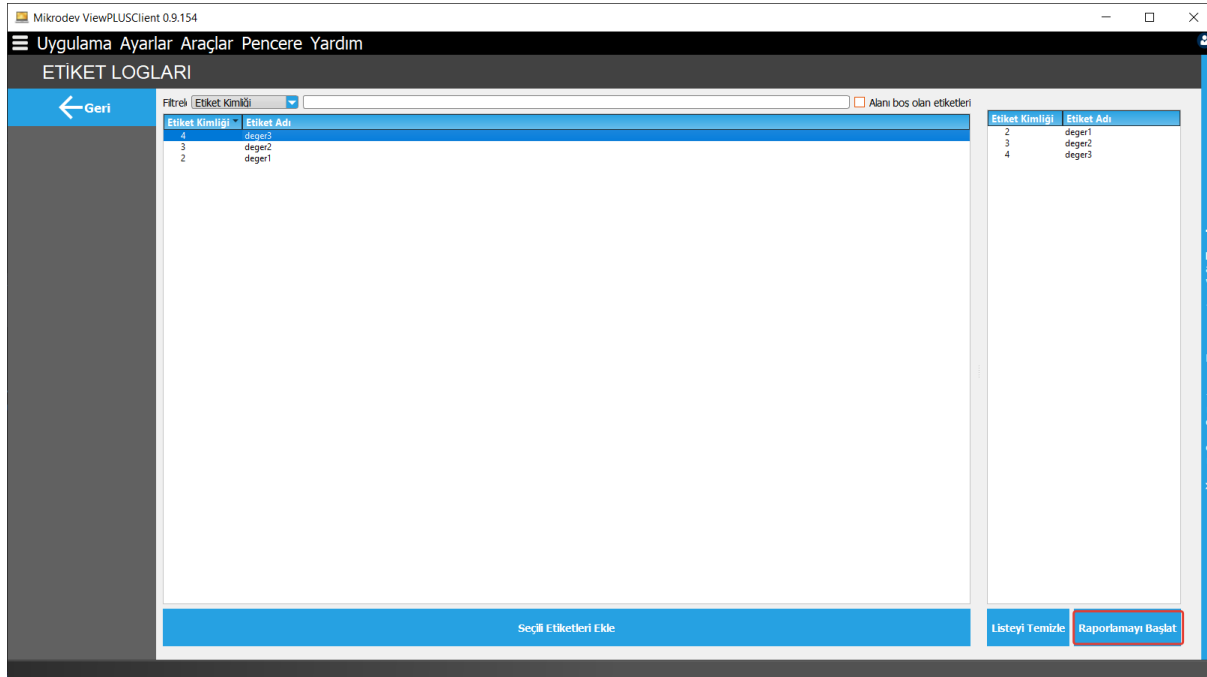 Mikrodev ViewPLUSClient 0.9.154
Uygulama Ayarlar Araçlar Pencere Yardım
ETİKET LOGLARI
Geri
Filtrele Etiket Kimliği Alanı bos olan etiketleri
Etiket Kimliği Etiket Adı
4 deger3
3 deger2
2 deger1
Etiket Kimliği Etiket Adı
2 deger1
3 deger2
4 deger3
Seçili Etiketleri Ekle
Listeyi Temizle Raporlamayı Başlat